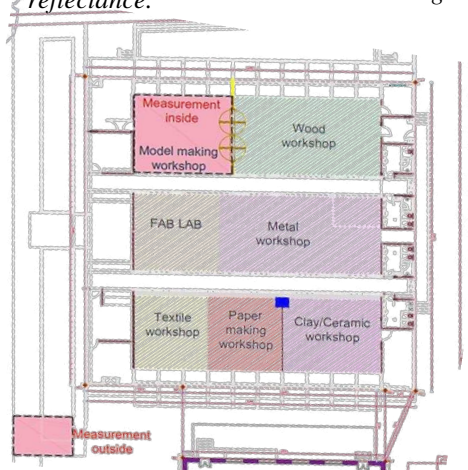 reflectance.
Measurement
inside
Model making
workshop
Wood
workshop
FAB LAB
Metal
workshop
Textile
workshop
Paper
making
workshop
Clay/Ceramic
workshop
Measurement
outside